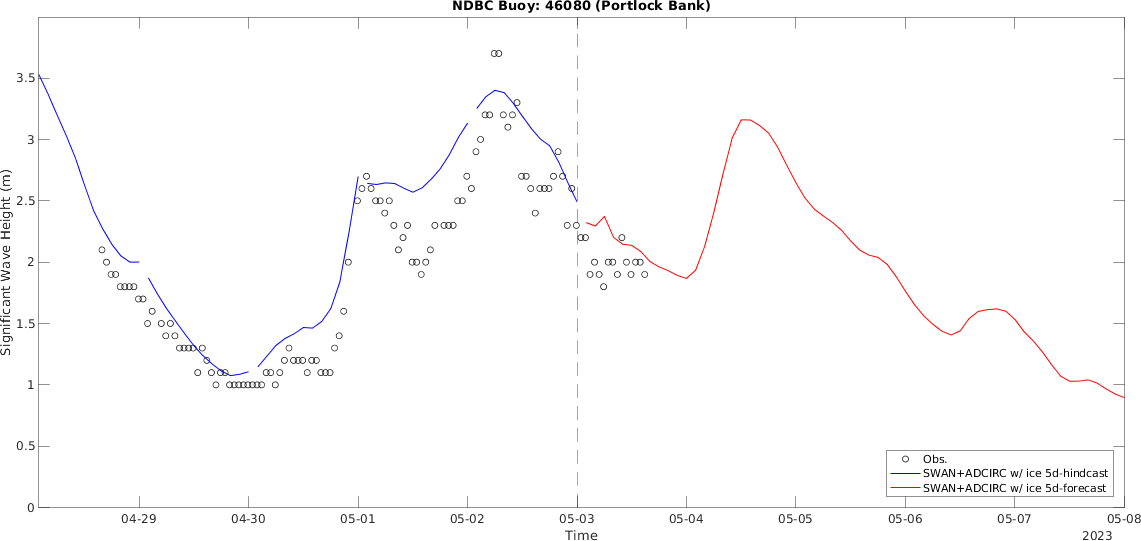 NDBC Buoy: 46080 (Portlock Bank)
Significant Wave Height (m)
3.5
3
2.5
2
1.5
1
0.5
0
Obs.
SWAN+ADCIRC w/ ice 5d-hindcast
SWAN+ADCIRC w/ ice 5d-forecast
04-29 04-30 05-01 05-02 05-03 05-04 05-05 05-06 05-07 05-08
Time
2023